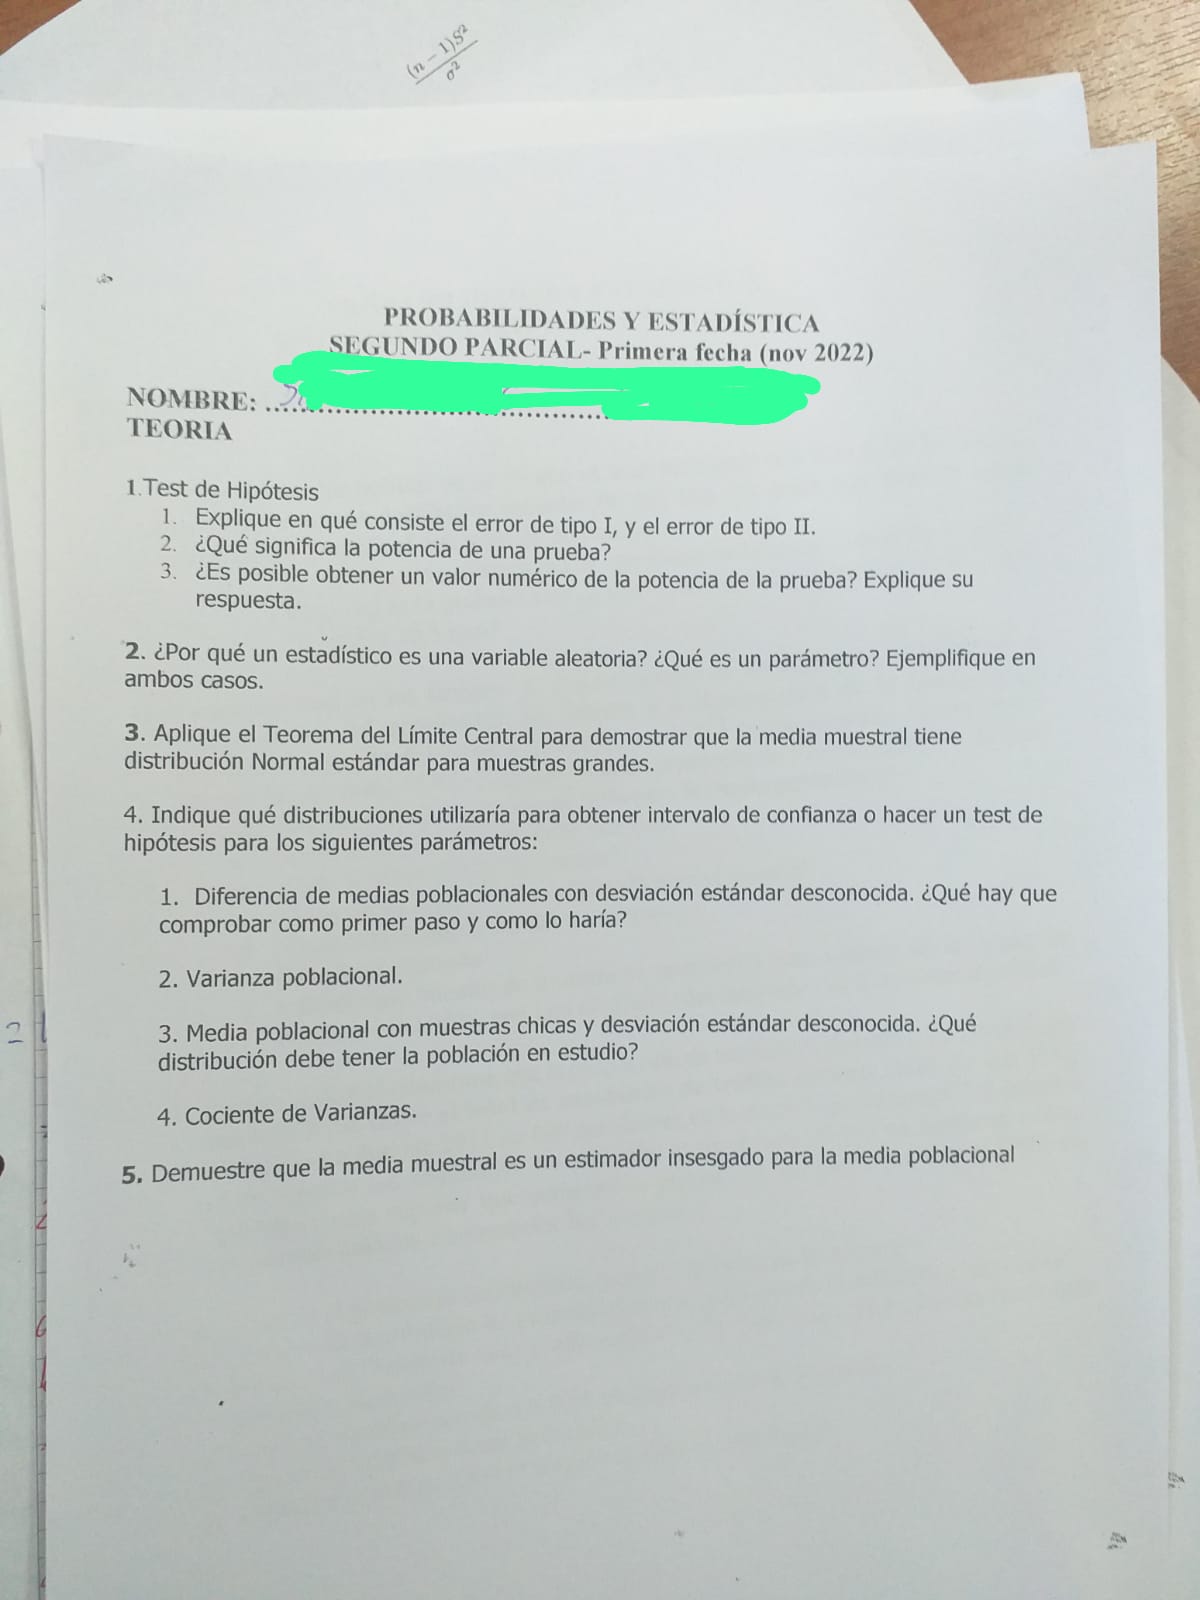 (n - 1)S²
σ²
PROBABILIDADES Y ESTADÍSTICA
SEGUNDO PARCIAL- Primera fecha (nov 2022)
NOMBRE: ..........
TEORIA
1.Test de Hipótesis
1. Explique en qué consiste el error de tipo I, y el error de tipo II.
2. ¿Qué significa la potencia de una prueba?
3. ¿Es posible obtener un valor numérico de la potencia de la prueba? Explique su
respuesta.
2. ¿Por qué un estadístico es una variable aleatoria? ¿Qué es un parámetro? Ejemplifique en
ambos casos.
3. Aplique el Teorema del Límite Central para demostrar que la media muestral tiene
distribución Normal estándar para muestras grandes.
4. Indique qué distribuciones utilizaría para obtener intervalo de confianza o hacer un test de
hipótesis para los siguientes parámetros:
1. Diferencia de medias poblacionales con desviación estándar desconocida. ¿Qué hay que
comprobar como primer paso y como lo haría?
2. Varianza poblacional.
3. Media poblacional con muestras chicas y desviación estándar desconocida. ¿Qué
distribución debe tener la población en estudio?
4. Cociente de Varianzas.
5. Demuestre que la media muestral es un estimador insesgado para la media poblacional